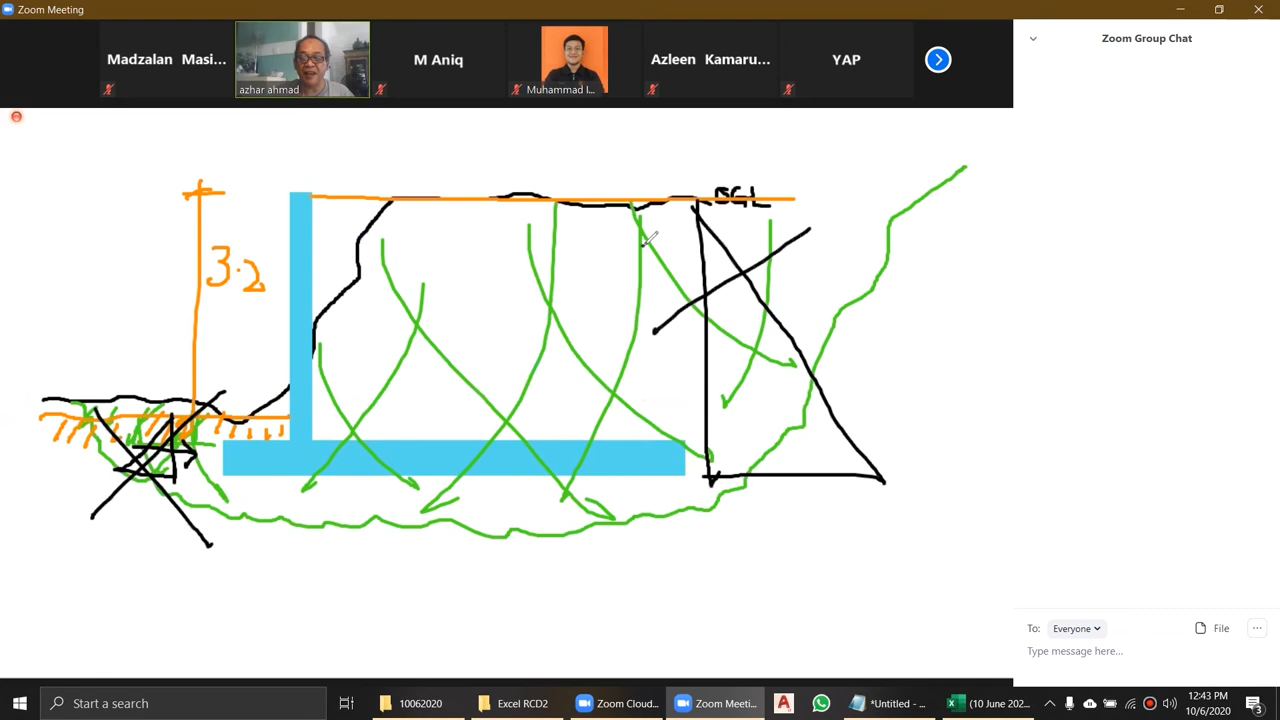 Zoom Meeting
Zoom Group Chat
Madzalan Masi...
azhar ahmad
M Aniq
Muhammad I...
Azleen Kamaru...
YAP
3.2
To: Everyone
File
Type message here...
Start a search
10062020
Excel RCD2
Zoom Cloud...
Zoom Meeti...
*Untitled - ...
(10 June 202...
12:43 PM
10/6/2020
3